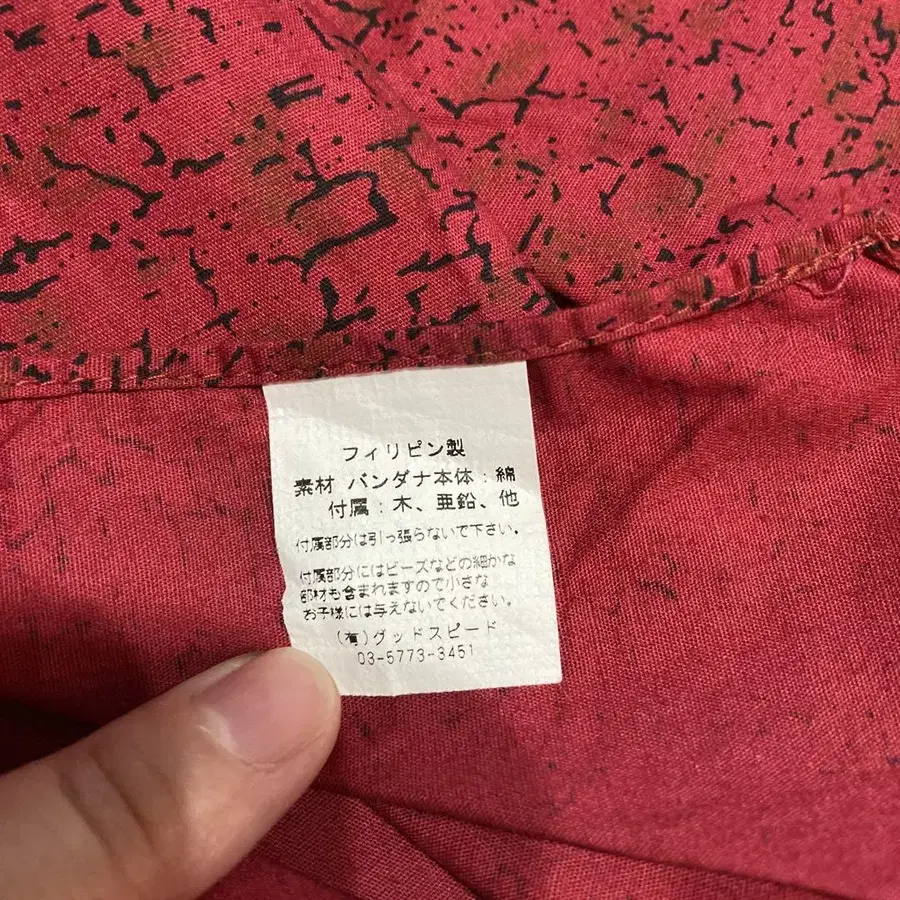 フィリピン製
素材 バンダナ本体：綿
付属：木、亜鉛、他
付属部分は引っ張らないで下さい。
付属部分にはビーズなどの細かな
部材も含まれますので小さな
お子様には与えないでください。
(有)グッドスピード
03-5773-3451